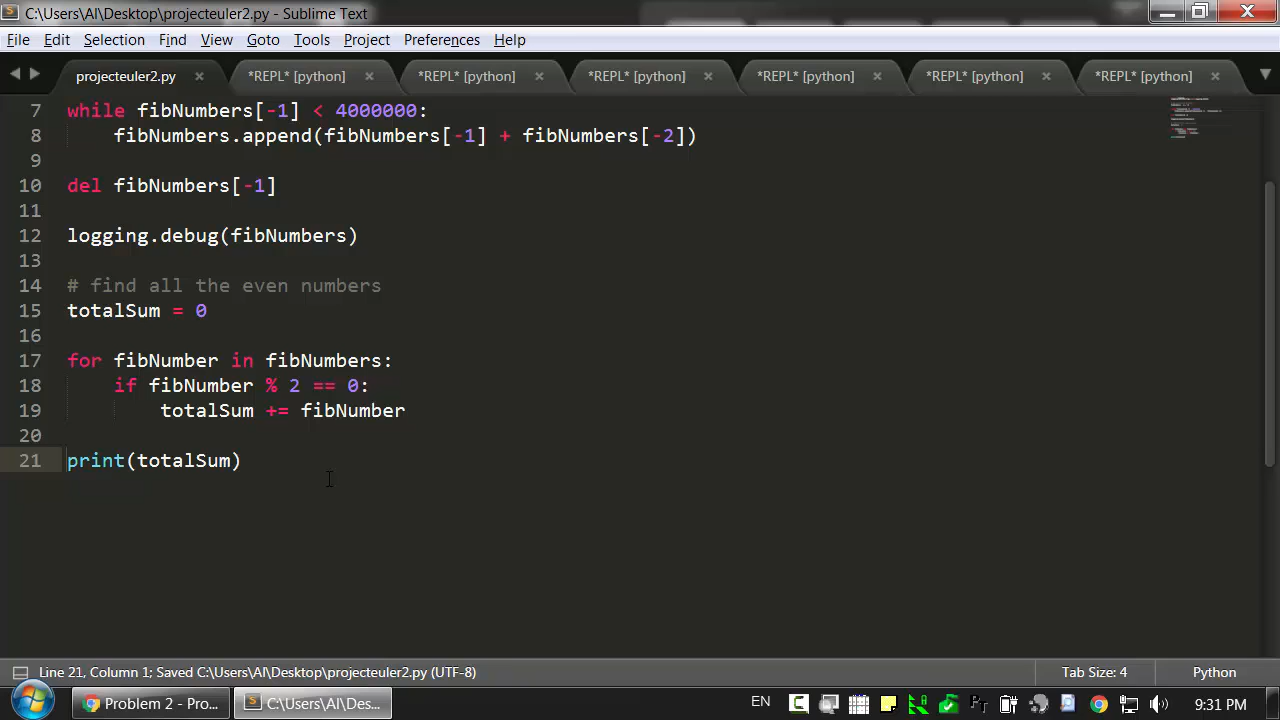 C:\Users\Al\Desktop\projecteuler2.py - Sublime Text
File Edit Selection Find View Goto Tools Project Preferences Help
projecteuler2.py *REPL* [python] *REPL* [python] *REPL* [python] *REPL* [python] *REPL* [python] *REPL* [python]
7 while fibNumbers[-1] < 4000000:
8 fibNumbers.append(fibNumbers[-1] + fibNumbers[-2])
9
10 del fibNumbers[-1]
11
12 logging.debug(fibNumbers)
13
14 # find all the even numbers
15 totalSum = 0
16
17 for fibNumber in fibNumbers:
18 if fibNumber % 2 == 0:
19 totalSum += fibNumber
20
21 print(totalSum)
Line 21, Column 1; Saved C:\Users\Al\Desktop\projecteuler2.py (UTF-8) Tab Size: 4 Python
Problem 2 - Pro... C:\Users\Al\Des... EN 9:31 PM